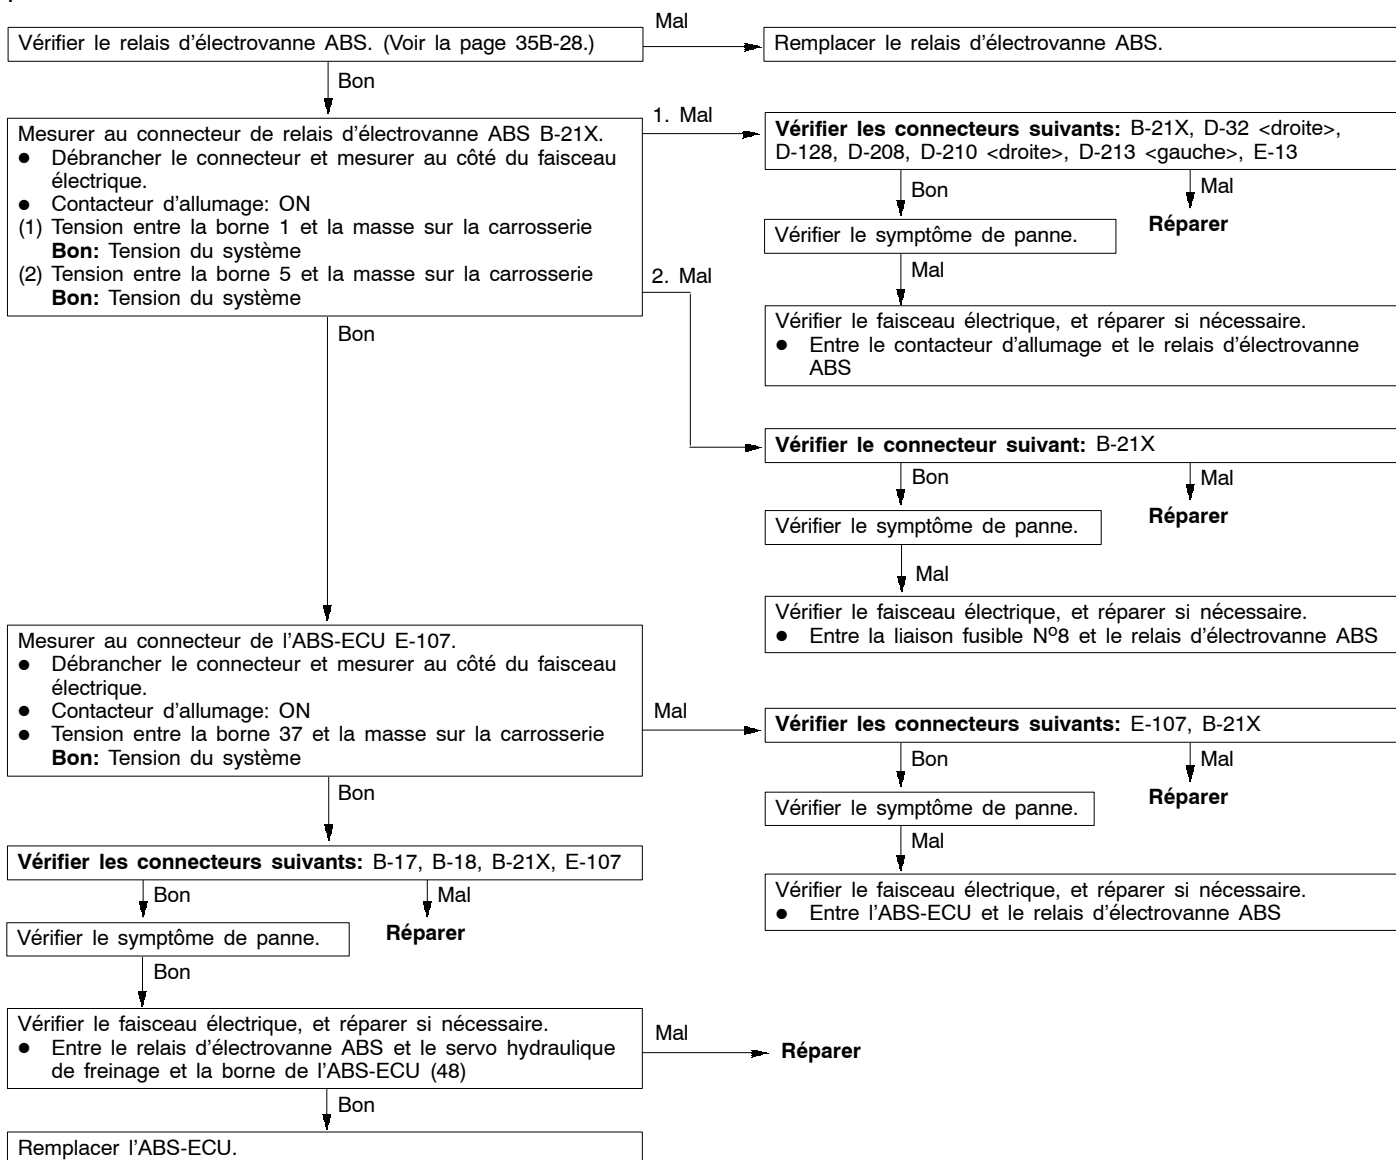 Vérifier le relais d'électrovanne ABS. (Voir la page 35B-28.)
Mal
Remplacer le relais d'électrovanne ABS.
Bon
Mesurer au connecteur de relais d'électrovanne ABS B-21X.
● Débrancher le connecteur et mesurer au côté du faisceau
électrique.
● Contacteur d'allumage: ON
(1) Tension entre la borne 1 et la masse sur la carrosserie
Bon: Tension du système
(2) Tension entre la borne 5 et la masse sur la carrosserie
Bon: Tension du système
1. Mal
Vérifier les connecteurs suivants: B-21X, D-32 <droite>,
D-128, D-208, D-210 <droite>, D-213 <gauche>, E-13
Bon
Mal
Réparer
Vérifier le symptôme de panne.
Mal
Vérifier le faisceau électrique, et réparer si nécessaire.
● Entre le contacteur d'allumage et le relais d'électrovanne
ABS
2. Mal
Vérifier le connecteur suivant: B-21X
Bon
Mal
Réparer
Vérifier le symptôme de panne.
Mal
Vérifier le faisceau électrique, et réparer si nécessaire.
● Entre la liaison fusible Nº8 et le relais d'électrovanne ABS
Bon
Mesurer au connecteur de l'ABS-ECU E-107.
● Débrancher le connecteur et mesurer au côté du faisceau
électrique.
● Contacteur d'allumage: ON
● Tension entre la borne 37 et la masse sur la carrosserie
Bon: Tension du système
Mal
Vérifier les connecteurs suivants: E-107, B-21X
Bon
Mal
Réparer
Vérifier le symptôme de panne.
Mal
Vérifier le faisceau électrique, et réparer si nécessaire.
● Entre l'ABS-ECU et le relais d'électrovanne ABS
Bon
Vérifier les connecteurs suivants: B-17, B-18, B-21X, E-107
Bon
Mal
Réparer
Vérifier le symptôme de panne.
Bon
Vérifier le faisceau électrique, et réparer si nécessaire.
● Entre le relais d'électrovanne ABS et le servo hydraulique
de freinage et la borne de l'ABS-ECU (48)
Mal
Réparer
Bon
Remplacer l'ABS-ECU.